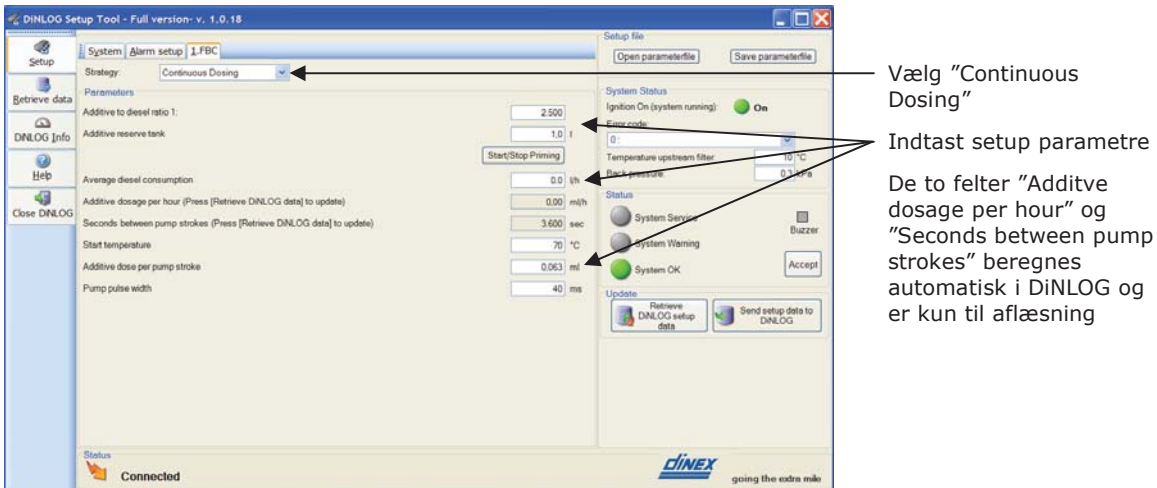 DiNLOG Setup Tool - Full version- v. 1.0.18
Setup
Retrieve data
DiNLOG Info
Help
Close DiNLOG
System
Alarm setup
1.FBC
Strategy:
Continuous Dosing
Parameters
Additive to diesel ratio 1:
2.500
Additive reserve tank
1,0 l
Start/Stop Priming
Average diesel consumption
0.0 l/h
Additive dosage per hour (Press [Retrieve DiNLOG data] to update)
0,00 ml/h
Seconds between pump strokes (Press [Retrieve DiNLOG data] to update)
3.600 sec
Start temperature
70 °C
Additive dose per pump stroke
0,063 ml
Pump pulse width
40 ms
Setup file
Open parameterfile
Save parameterfile
System Status
Ignition On (system running):
On
Error code:
0 :
Temperature upstream filter
10 °C
Back pressure
0.3 kPa
Status
System Service
System Warning
System OK
Buzzer
Accept
Update
Retrieve
DiNLOG setup
data
Send setup data to
DiNLOG
Status
Connected
dinex
going the extra mile
Vælg ”Continuous
Dosing”
Indtast setup parametre
De to felter ”Additve
dosage per hour” og
”Seconds between pump
strokes” beregnes
automatisk i DiNLOG og
er kun til aflæsning